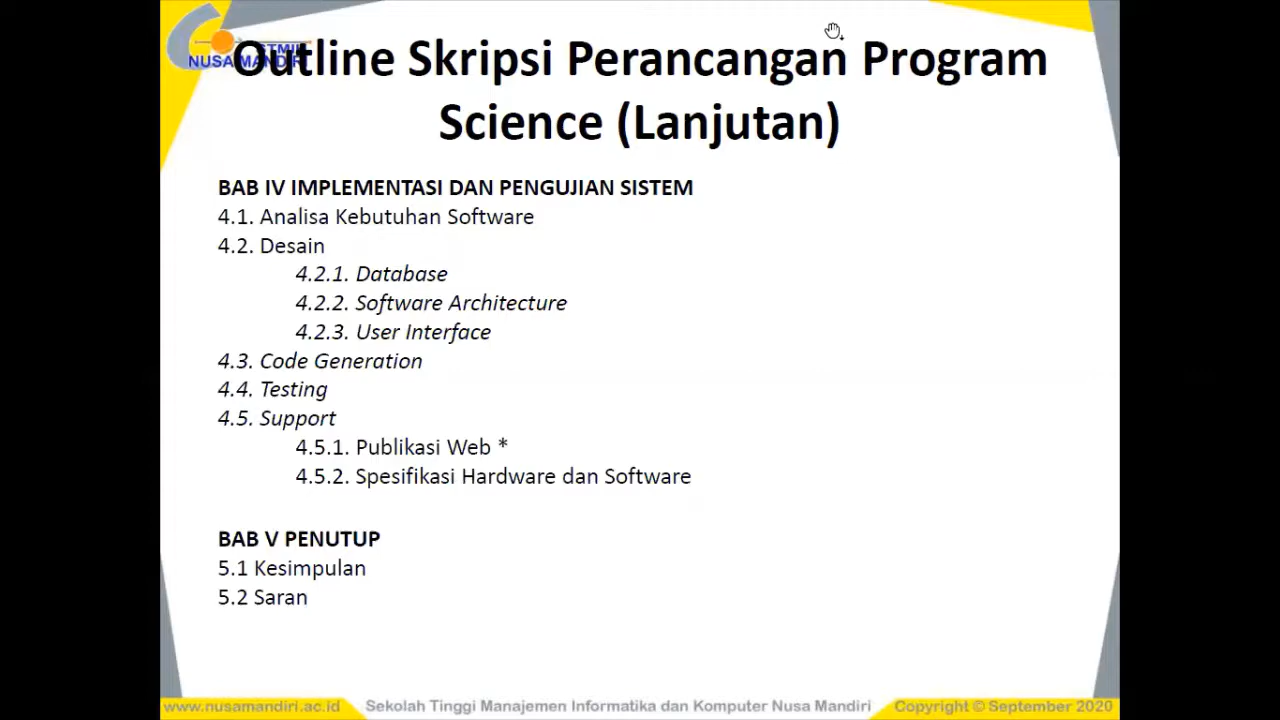 STMIK
NUSA MANDIRI
Outline Skripsi Perancangan Program
Science (Lanjutan)
BAB IV IMPLEMENTASI DAN PENGUJIAN SISTEM
4.1. Analisa Kebutuhan Software
4.2. Desain
4.2.1. Database
4.2.2. Software Architecture
4.2.3. User Interface
4.3. Code Generation
4.4. Testing
4.5. Support
4.5.1. Publikasi Web *
4.5.2. Spesifikasi Hardware dan Software
BAB V PENUTUP
5.1 Kesimpulan
5.2 Saran
www.nusamandiri.ac.id Sekolah Tinggi Manajemen Informatika dan Komputer Nusa Mandiri Copyright © September 2020